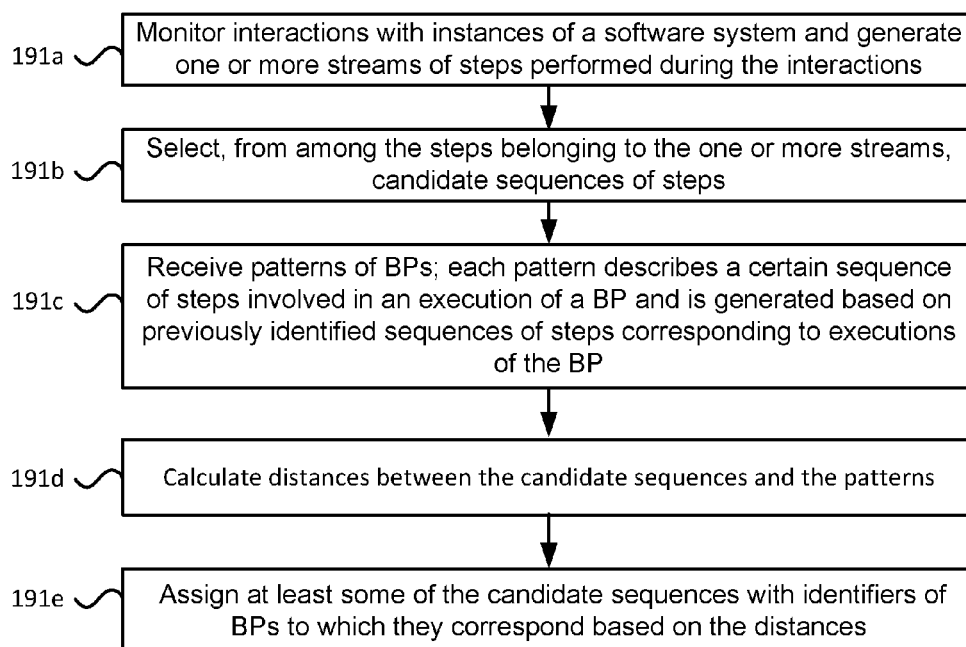 191a
Monitor interactions with instances of a software system and generate
one or more streams of steps performed during the interactions
191b
Select, from among the steps belonging to the one or more streams,
candidate sequences of steps
191c
Receive patterns of BPs; each pattern describes a certain sequence
of steps involved in an execution of a BP and is generated based on
previously identified sequences of steps corresponding to executions
of the BP
191d
Calculate distances between the candidate sequences and the patterns
191e
Assign at least some of the candidate sequences with identifiers of
BPs to which they correspond based on the distances